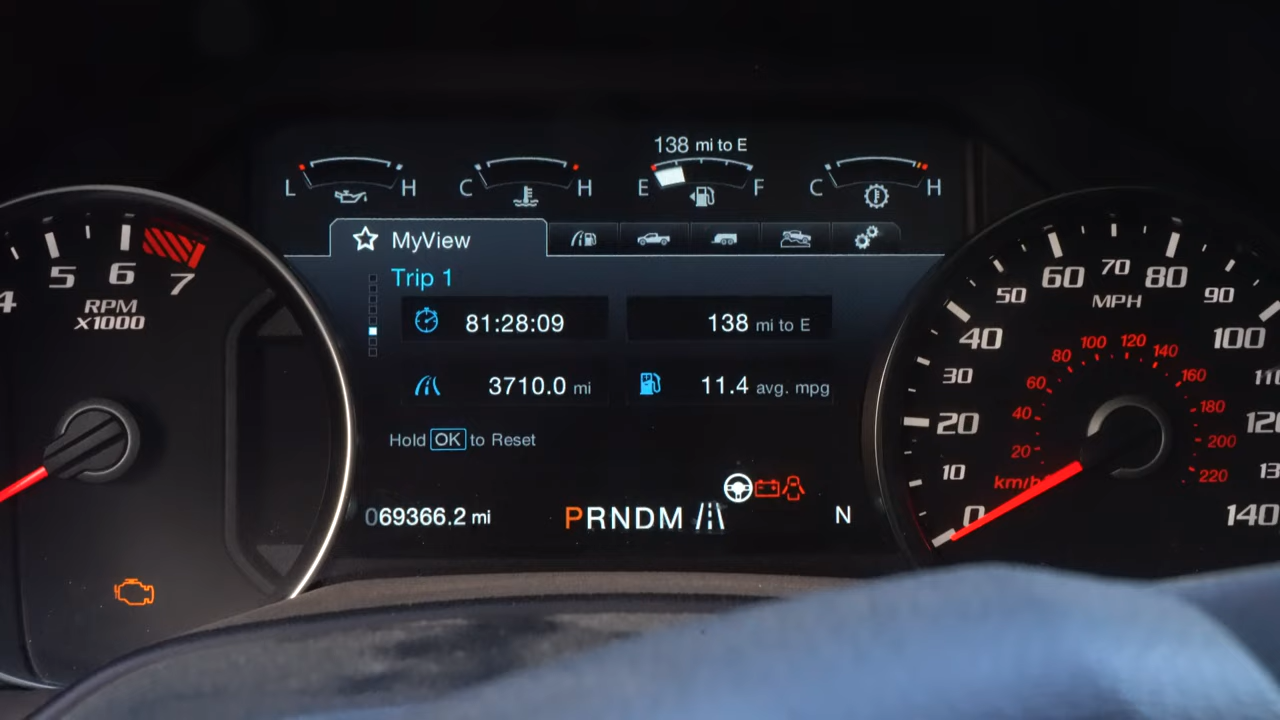 138 mi to E
L H
C H
E F
C H
MyView
Trip 1
81:28:09
138 mi to E
3710.0 mi
11.4 avg. mpg
Hold OK to Reset
069366.2 mi
PRNDM
N
4 5 6 7
RPM
X1000
0 10 20 30 40 50 60 70 80 90 100 120 140
MPH
20 40 60 80 100 120 140 160 180 200 220
km/h